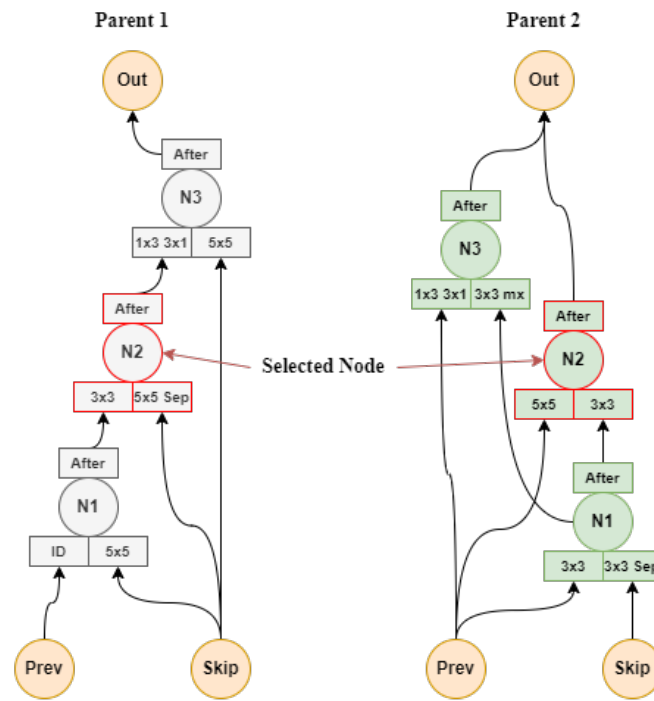 Parent 1
Out
After
N3
1x3 3x1 5x5
After
N2
3x3 5x5 Sep
After
N1
ID 5x5
Prev Skip
Selected Node
Parent 2
Out
After
N3
1x3 3x1 3x3 mx
After
N2
5x5 3x3
After
N1
3x3 3x3 Sep
Prev Skip